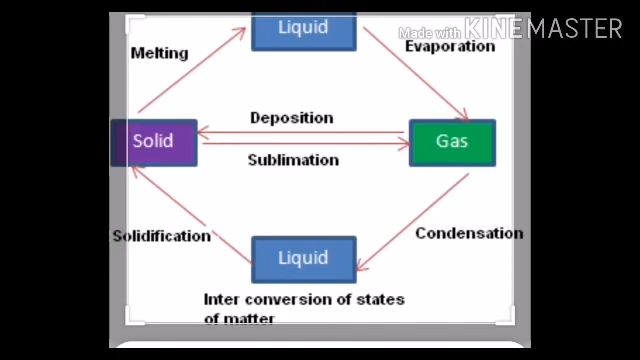 Liquid
Made with KINEMASTER
Melting
Evaporation
Deposition
Solid
Gas
Sublimation
Solidification
Condensation
Liquid
Inter conversion of states
of matter